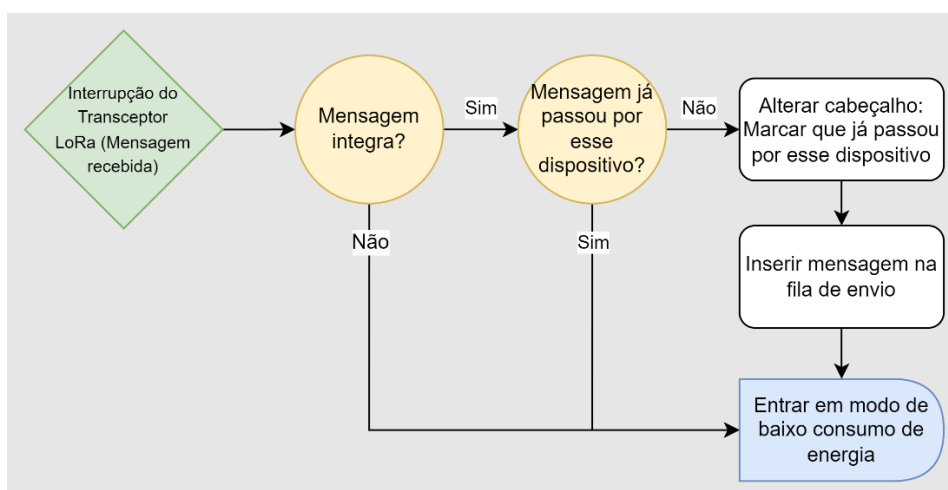 Interrupção do
Transceptor
LoRa (Mensagem
recebida)
Mensagem
integra?
Sim
Mensagem já
passou por
esse
dispositivo?
Não
Alterar cabeçalho:
Marcar que já passou
por esse dispositivo
Não
Sim
Inserir mensagem na
fila de envio
Entrar em modo de
baixo consumo de
energia